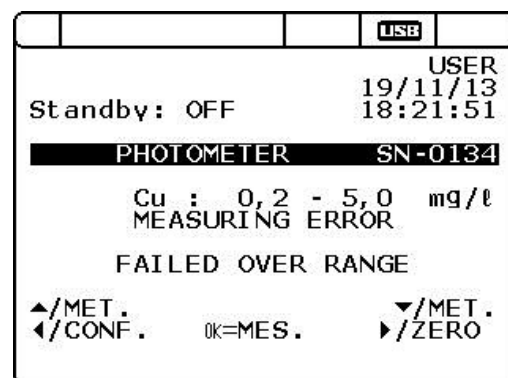 USB
USER
19/11/13
Standby: OFF 18:21:51
PHOTOMETER SN-0134
Cu : 0,2 - 5,0 mg/ℓ
MEASURING ERROR
FAILED OVER RANGE
▲/MET. ▼/MET.
◀/CONF. OK=MES. ▶/ZERO